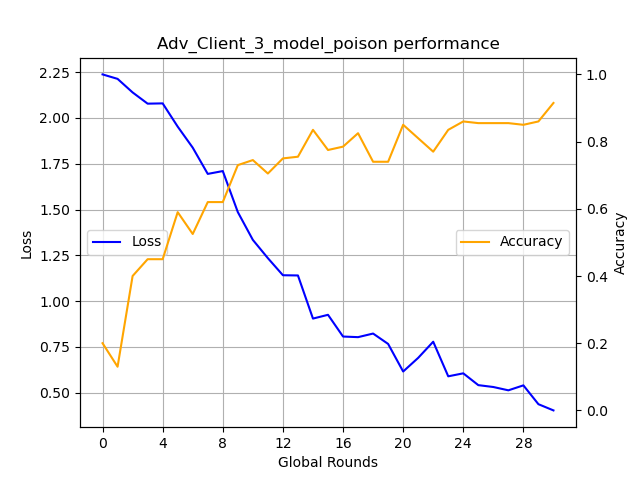 Adv_Client_3_model_poison performance
Loss
2.25
2.00
1.75
1.50
1.25
1.00
0.75
0.50
Loss
Accuracy
1.0
0.8
0.6
0.4
0.2
0.0
Accuracy
0 4 8 12 16 20 24 28
Global Rounds